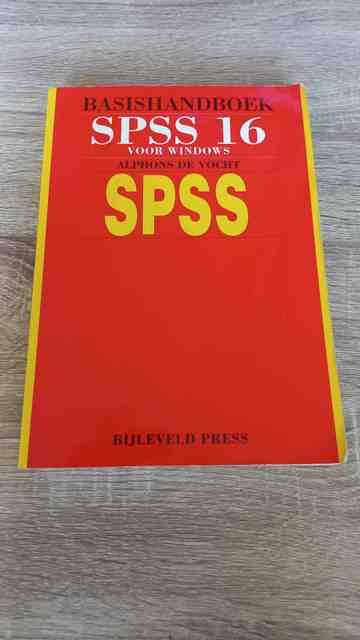 BASISHANDBOEK
SPSS 16
VOOR WINDOWS
ALPHONS DE VOCHT
SPSS
BIJLEVELD PRESS